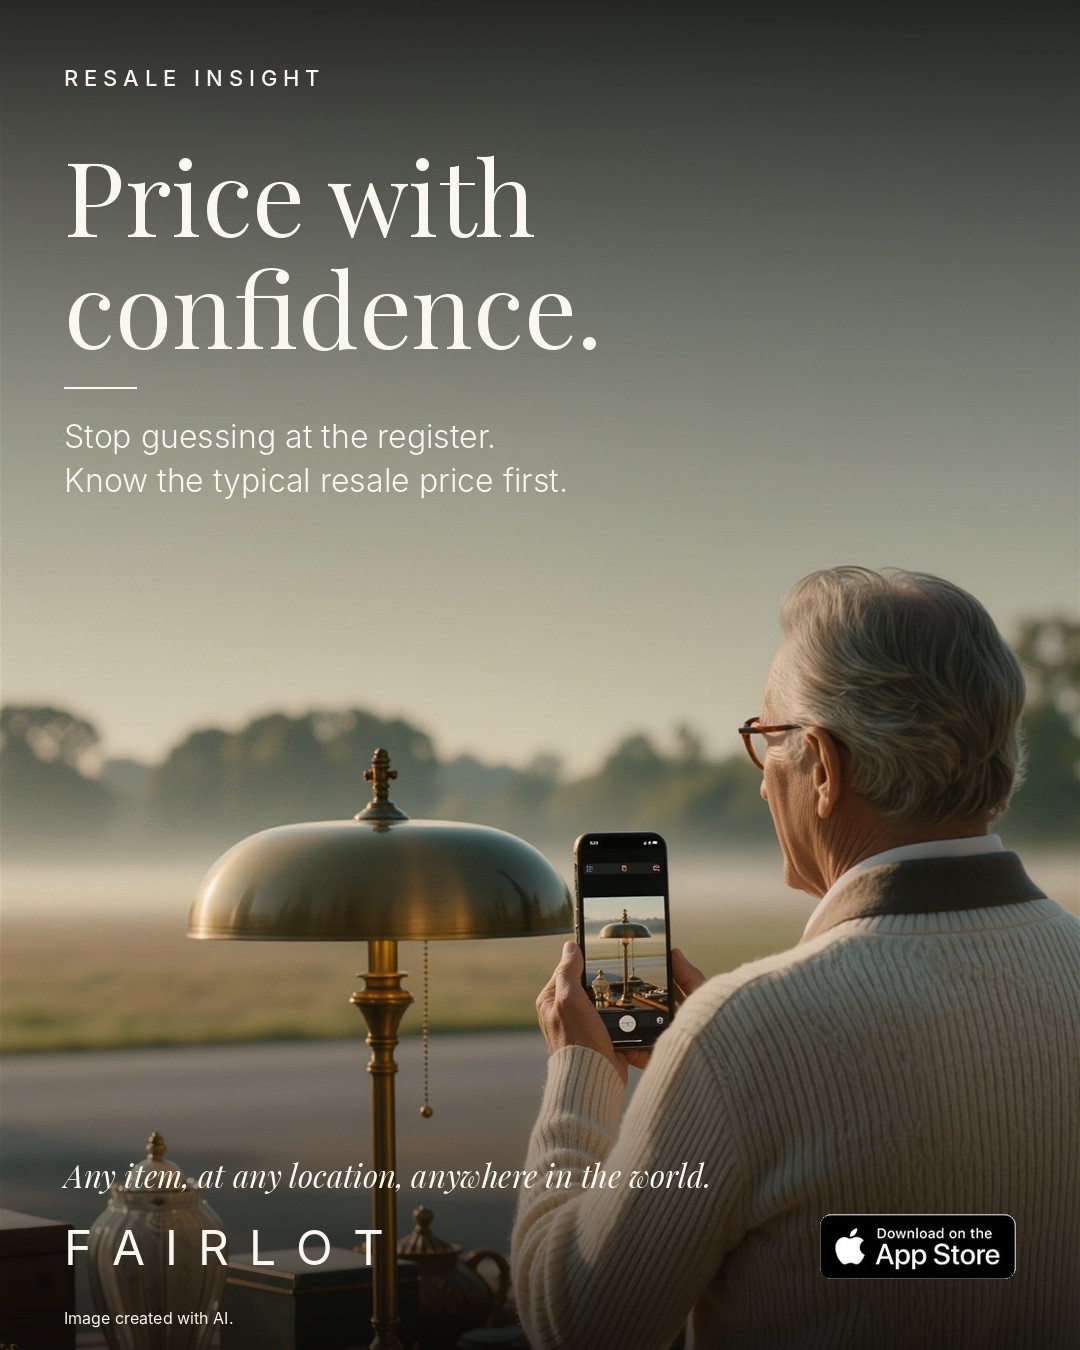 RESALE INSIGHT
Price with
confidence.
Stop guessing at the register.
Know the typical resale price first.
Any item, at any location, anywhere in the world.
FAIRLOT
Download on the
App Store
Image created with AI.